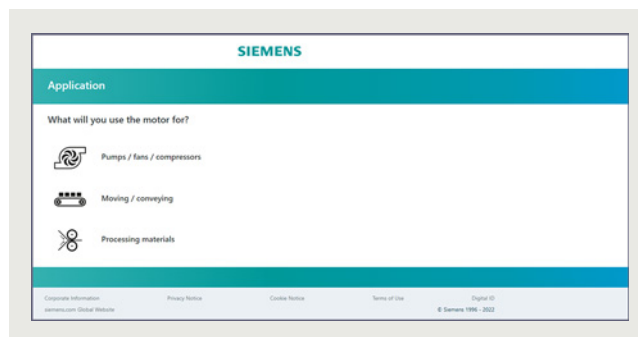 SIEMENS
Application
What will you use the motor for?
Pumps / fans / compressors
Moving / conveying
Processing materials
Corporate Information Privacy Notice Cookie Notice Terms of Use Digital ID
siemens.com Global Website © Siemens 1996 - 2022